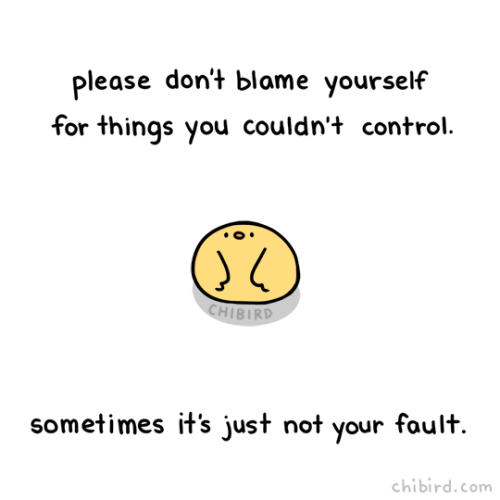 please don't blame yourself
for things you couldn't control.
CHIBIRD
sometimes it's just not your fault.
chibird.com